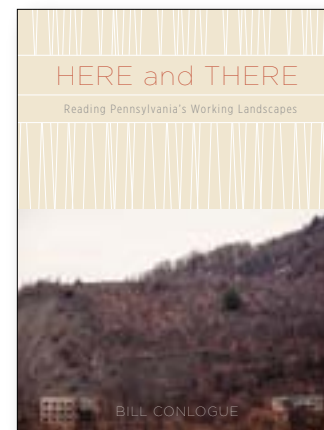 HERE and THERE
Reading Pennsylvania's Working Landscapes
BILL CONLOGUE